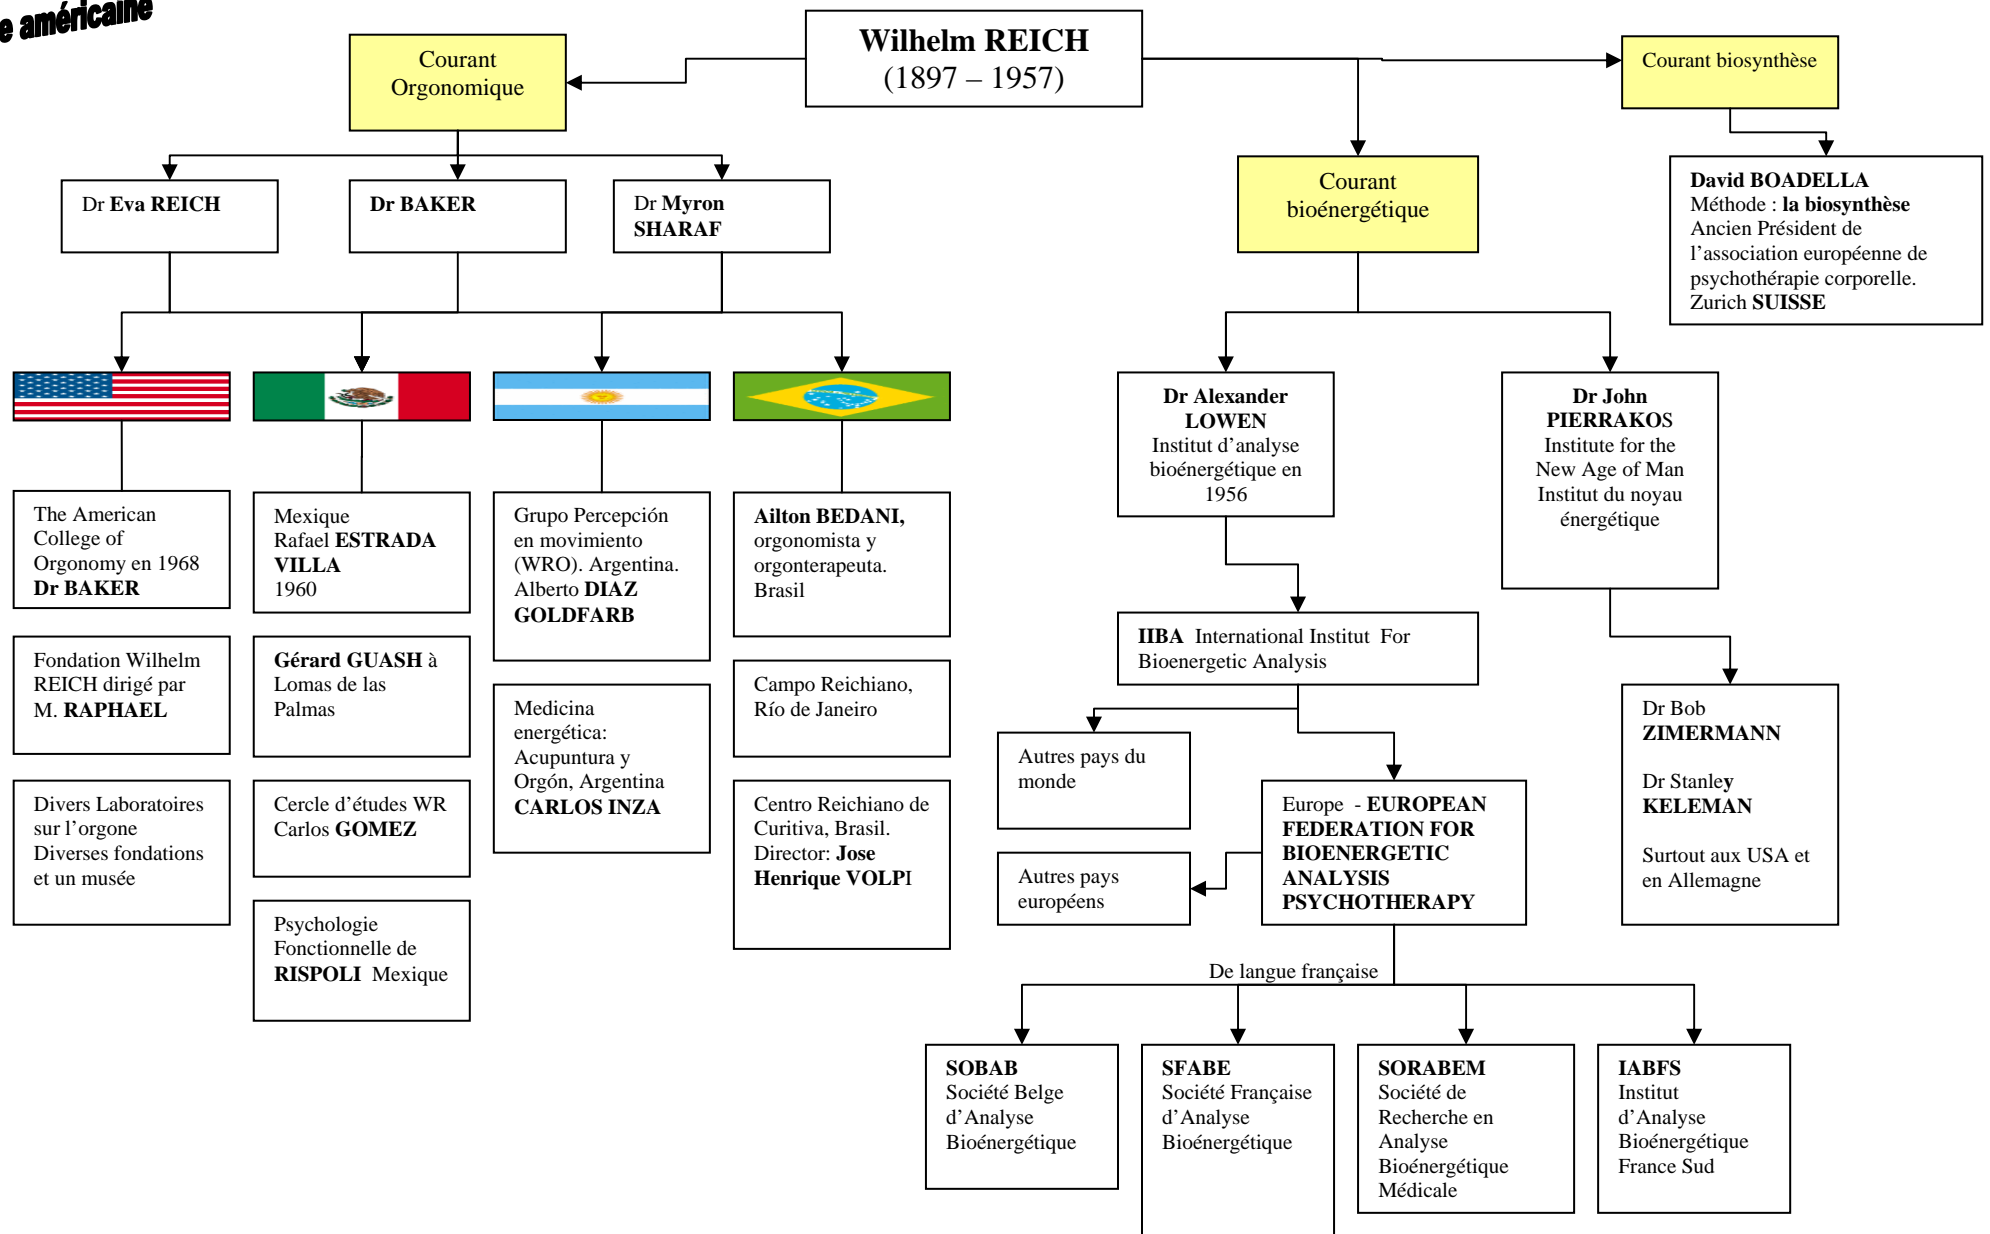 e américaine
Wilhelm REICH
(1897 – 1957)
Courant
Orgonomique
Courant biosynthèse
Dr Eva REICH
Dr BAKER
Dr Myron
SHARAF
Courant
bioénergétique
David BOADELLA
Méthode : la biosynthèse
Ancien Président de
l’association européenne de
psychothérapie corporelle.
Zurich SUISSE
Dr Alexander
LOWEN
Institut d’analyse
bioénergétique en
1956
Dr John
PIERRAKOS
Institute for the
New Age of Man
Institut du noyau
énergétique
The American
College of
Orgonomy en 1968
Dr BAKER
Mexique
Rafael ESTRADA
VILLA
1960
Grupo Percepción
en movimiento
(WRO). Argentina.
Alberto DIAZ
GOLDFARB
Ailton BEDANI,
orgonomista y
orgonterapeuta.
Brasil
Fondation Wilhelm
REICH dirigé par
M. RAPHAEL
Gérard GUASH à
Lomas de las
Palmas
Medicina
energética:
Acupuntura y
Orgón, Argentina
CARLOS INZA
Campo Reichiano,
Río de Janeiro
IIBA International Institut For
Bioenergetic Analysis
Dr Bob
ZIMERMANN
Dr Stanley
KELEMAN
Surtout aux USA et
en Allemagne
Divers Laboratoires
sur l’orgone
Diverses fondations
et un musée
Cercle d’études WR
Carlos GOMEZ
Centro Reichiano de
Curitiva, Brasil.
Director: Jose
Henrique VOLPI
Autres pays du
monde
Europe - EUROPEAN
FEDERATION FOR
BIOENERGETIC
ANALYSIS
PSYCHOTHERAPY
Autres pays
européens
Psychologie
Fonctionnelle de
RISPOLI Mexique
De langue française
SOBAB
Société Belge
d’Analyse
Bioénergétique
SFABE
Société Française
d’Analyse
Bioénergétique
SORABEM
Société de
Recherche en
Analyse
Bioénergétique
Médicale
IABFS
Institut
d’Analyse
Bioénergétique
France Sud